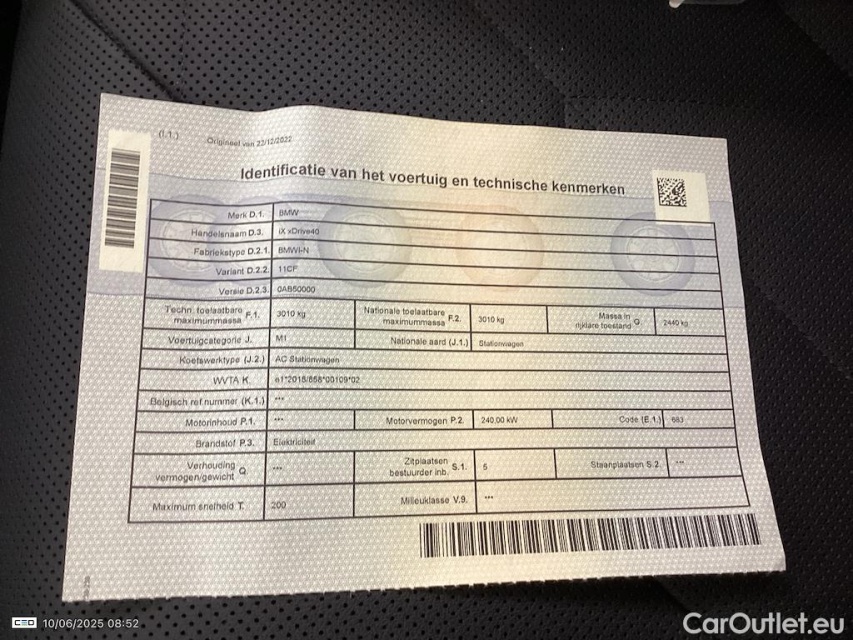 (I.1.) Origineel van 22/12/2022
Identificatie van het voertuig en technische kenmerken
Merk D.1. BMW
Handelsnaam D.3. iX xDrive40
Fabriekstype D.2.1. BMWi-N
Variant D.2.2. 11CF
Versie D.2.3. 0AB50000
Techn. toelaatbare maximummassa F.1. 3010 kg Nationale toelaatbare maximummassa F.2. 3010 kg Massa in rijklare toestand G. 2440 kg
Voertuigcategorie J. M1 Nationale aard (J.1.) Stationwagen
Koetswerktype (J.2.) AC Stationwagen
WVTA K. e1*2018/858*00109*02
Belgisch ref nummer (K.1.) ***
Motorinhoud P.1. *** Motorvermogen P.2. 240,00 kW Code (E.1.) 683
Brandstof P.3. Elektriciteit
Verhouding vermogen/gewicht Q. *** Zitplaatsen bestuurder inb. S.1. 5 Staanplaatsen S.2. ***
Maximum snelheid T. 200 Milieuklasse V.9. ***
CED 10/06/2025 08:52
CarOutlet.eu